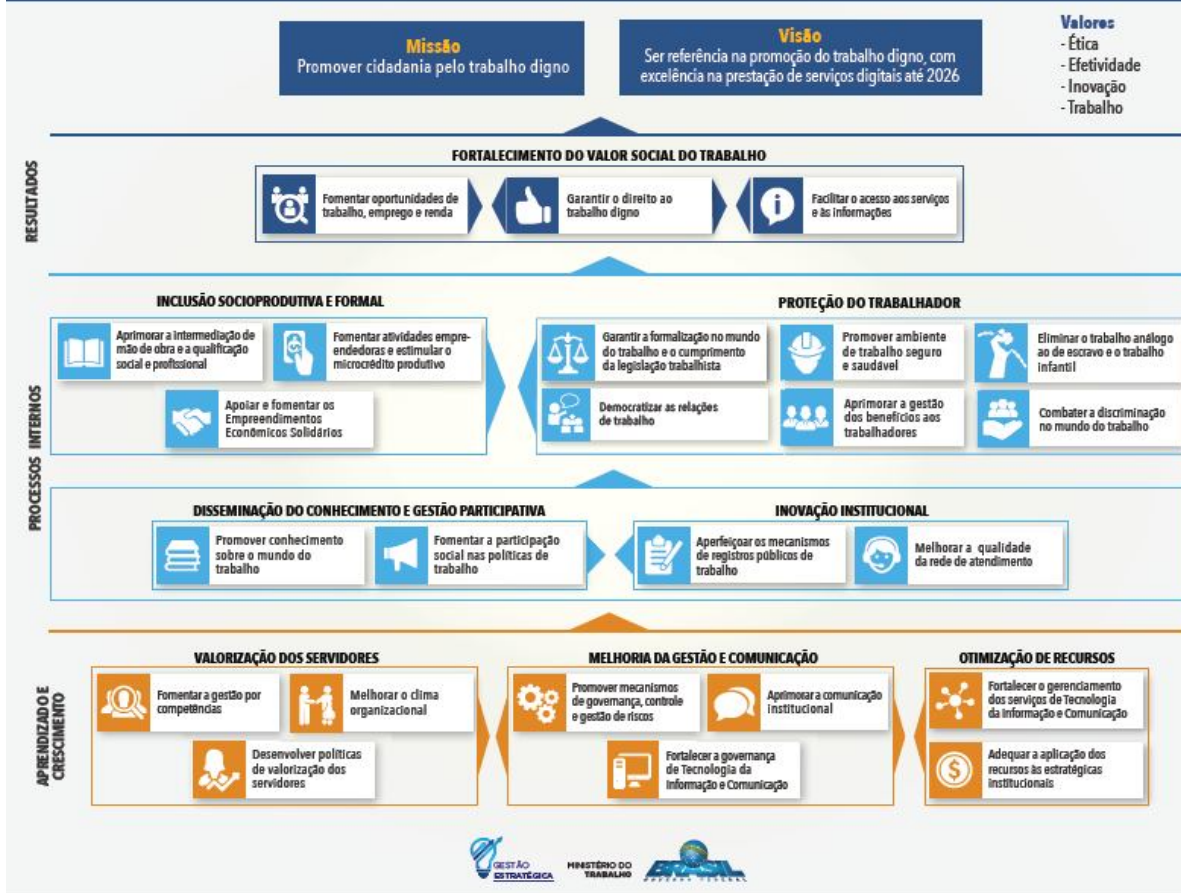 Missão
Promover cidadania pelo trabalho digno
Visão
Ser referência na promoção do trabalho digno, com
excelência na prestação de serviços digitais até 2026
Valores
- Ética
- Efetividade
- Inovação
- Trabalho
RESULTADOS
FORTALECIMENTO DO VALOR SOCIAL DO TRABALHO
Fomentar oportunidades de
trabalho, emprego e renda
Garantir o direito ao
trabalho digno
Facilitar o acesso aos serviços
e às informações
PROCESSOS INTERNOS
INCLUSÃO SOCIOPRODUTIVA E FORMAL
Aprimorar a intermediação de
mão de obra e a qualificação
social e profissional
Fomentar atividades empre-
endedoras e estimular o
microcrédito produtivo
Apoiar e fomentar os
Empreendimentos
Econômicos Solidários
PROTEÇÃO DO TRABALHADOR
Garantir a formalização no mundo
do trabalho e o cumprimento
da legislação trabalhista
Promover ambiente
de trabalho seguro
e saudável
Eliminar o trabalho análogo
ao de escravo e o trabalho
infantil
Democratizar as relações
de trabalho
Aprimorar a gestão
dos benefícios aos
trabalhadores
Combater a discriminação
no mundo do trabalho
DISSEMINAÇÃO DO CONHECIMENTO E GESTÃO PARTICIPATIVA
Promover conhecimento
sobre o mundo do
trabalho
Fomentar a participação
social nas políticas de
trabalho
INOVAÇÃO INSTITUCIONAL
Aperfeiçoar os mecanismos
de registros públicos de
trabalho
Melhorar a qualidade
da rede de atendimento
APRENDIZADO E
CRESCIMENTO
VALORIZAÇÃO DOS SERVIDORES
Fomentar a gestão por
competências
Melhorar o clima
organizacional
Desenvolver políticas
de valorização dos
servidores
MELHORIA DA GESTÃO E COMUNICAÇÃO
Promover mecanismos
de governança, controle
e gestão de riscos
Aprimorar a comunicação
institucional
Fortalecer a governança
de Tecnologia da
Informação e Comunicação
OTIMIZAÇÃO DE RECURSOS
Fortalecer o gerenciamento
dos serviços de Tecnologia
da Informação e Comunicação
Adequar a aplicação dos
recursos às estratégicas
institucionais
GESTÃO
ESTRATÉGICA
MINISTÉRIO DO
TRABALHO
BRASIL
GOVERNO FEDERAL